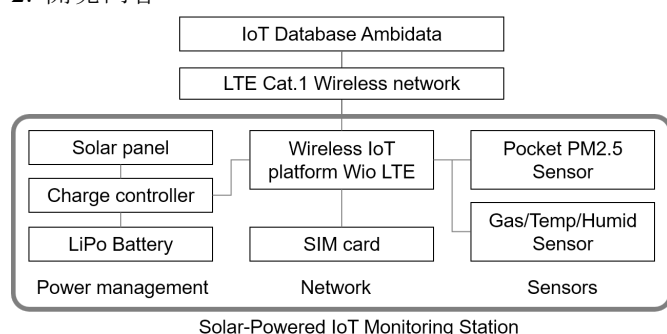 IoT Database Ambidata
LTE Cat.1 Wireless network
Solar panel
Charge controller
LiPo Battery
Power management
Wireless IoT
platform Wio LTE
SIM card
Network
Pocket PM2.5
Sensor
Gas/Temp/Humid
Sensor
Sensors
Solar-Powered IoT Monitoring Station